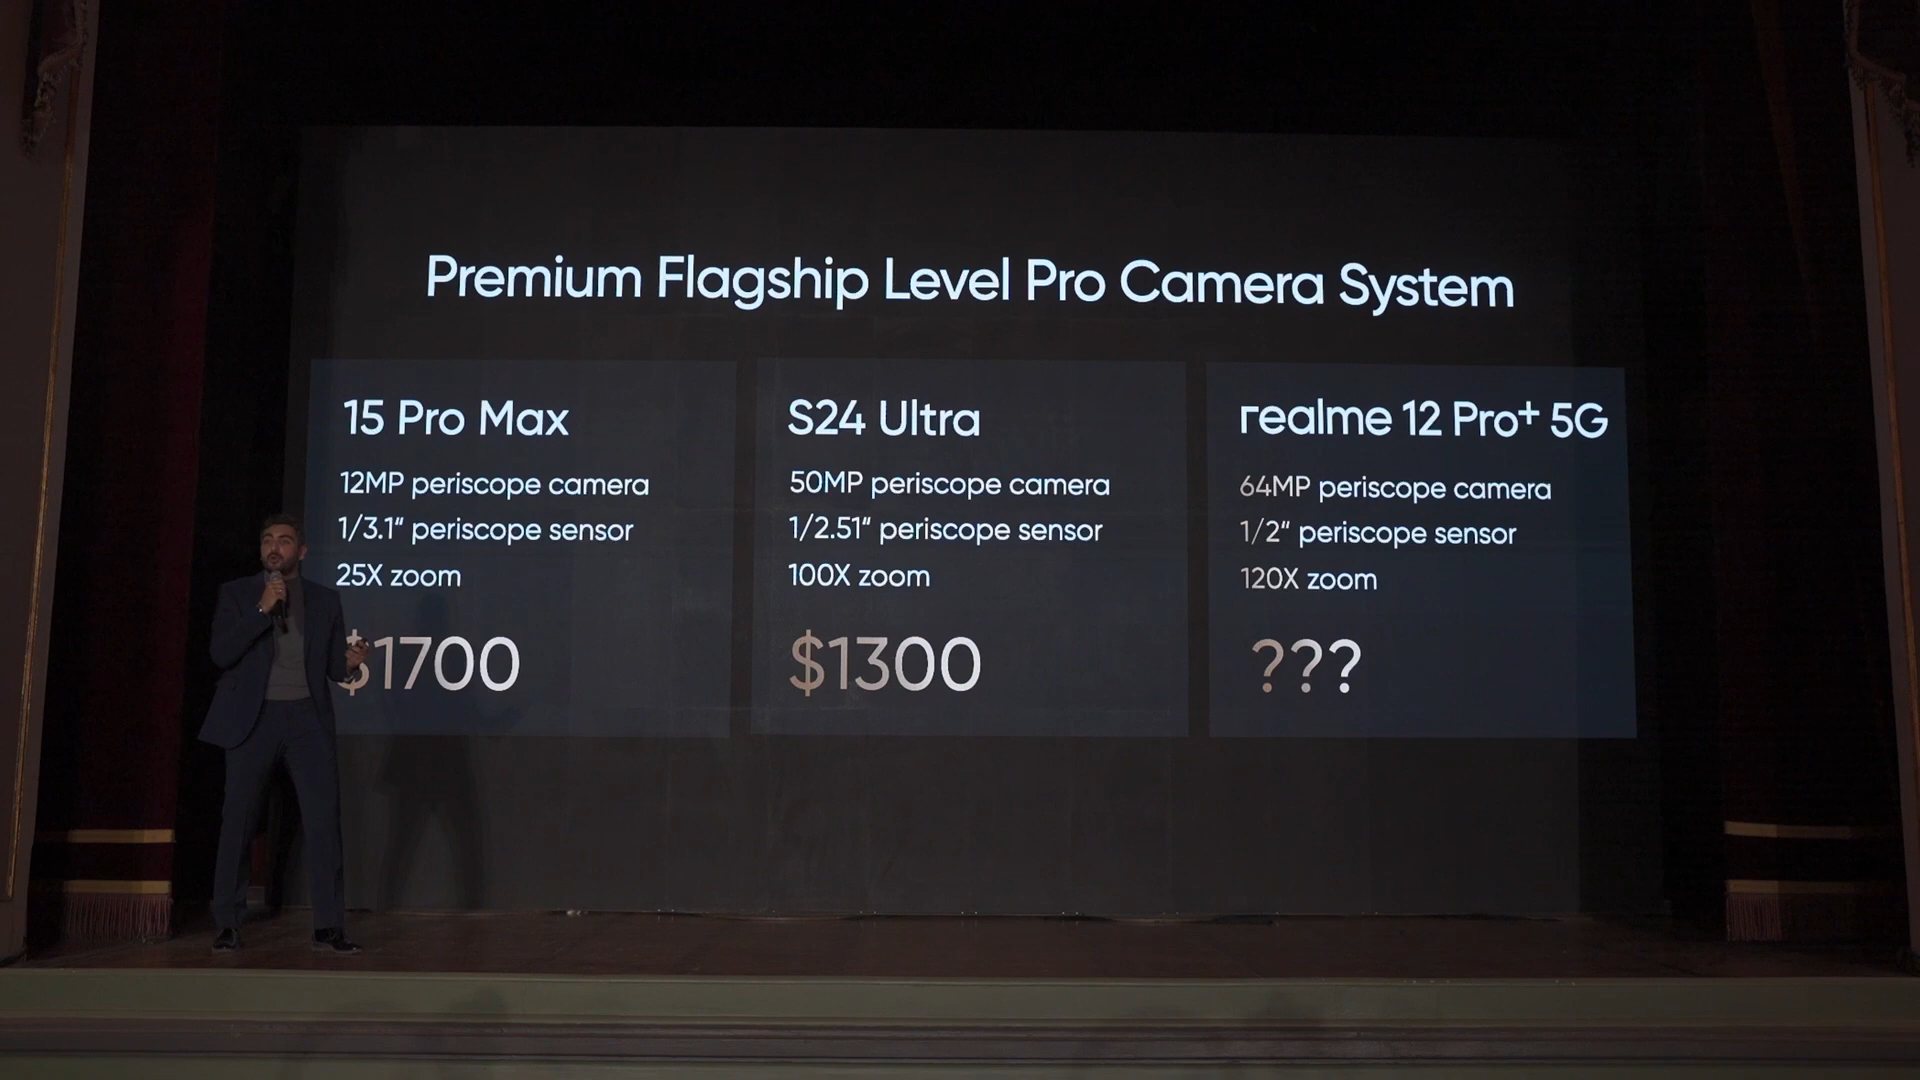 Premium Flagship Level Pro Camera System
15 Pro Max
12MP periscope camera
1/3.1“ periscope sensor
25X zoom
$1700
S24 Ultra
50MP periscope camera
1/2.51“ periscope sensor
100X zoom
$1300
realme 12 Pro+ 5G
64MP periscope camera
1/2“ periscope sensor
120X zoom
???